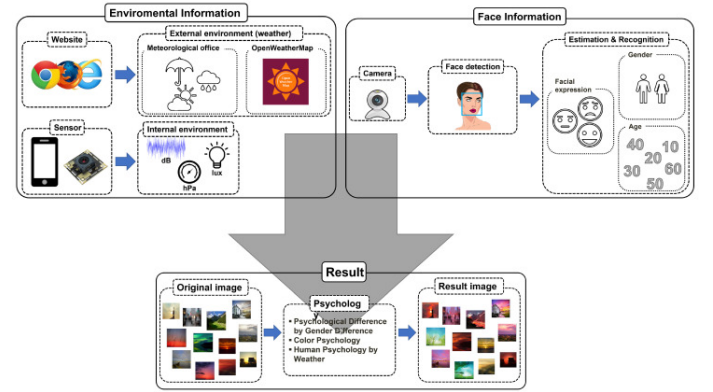 Enviromental Information
Website
External environment (weather)
Meteorological office
OpenWeatherMap
Sensor
Internal environment
dB
hPa
lux
Face Information
Camera
Face detection
Estimation & Recognition
Facial
expression
Gender
Age
40
10
20
30
60
50
Result
Original image
Psycholog
y
• Psychological Difference
by Gender Difference
• Color Psychology
• Human Psychology by
Weather
Result image